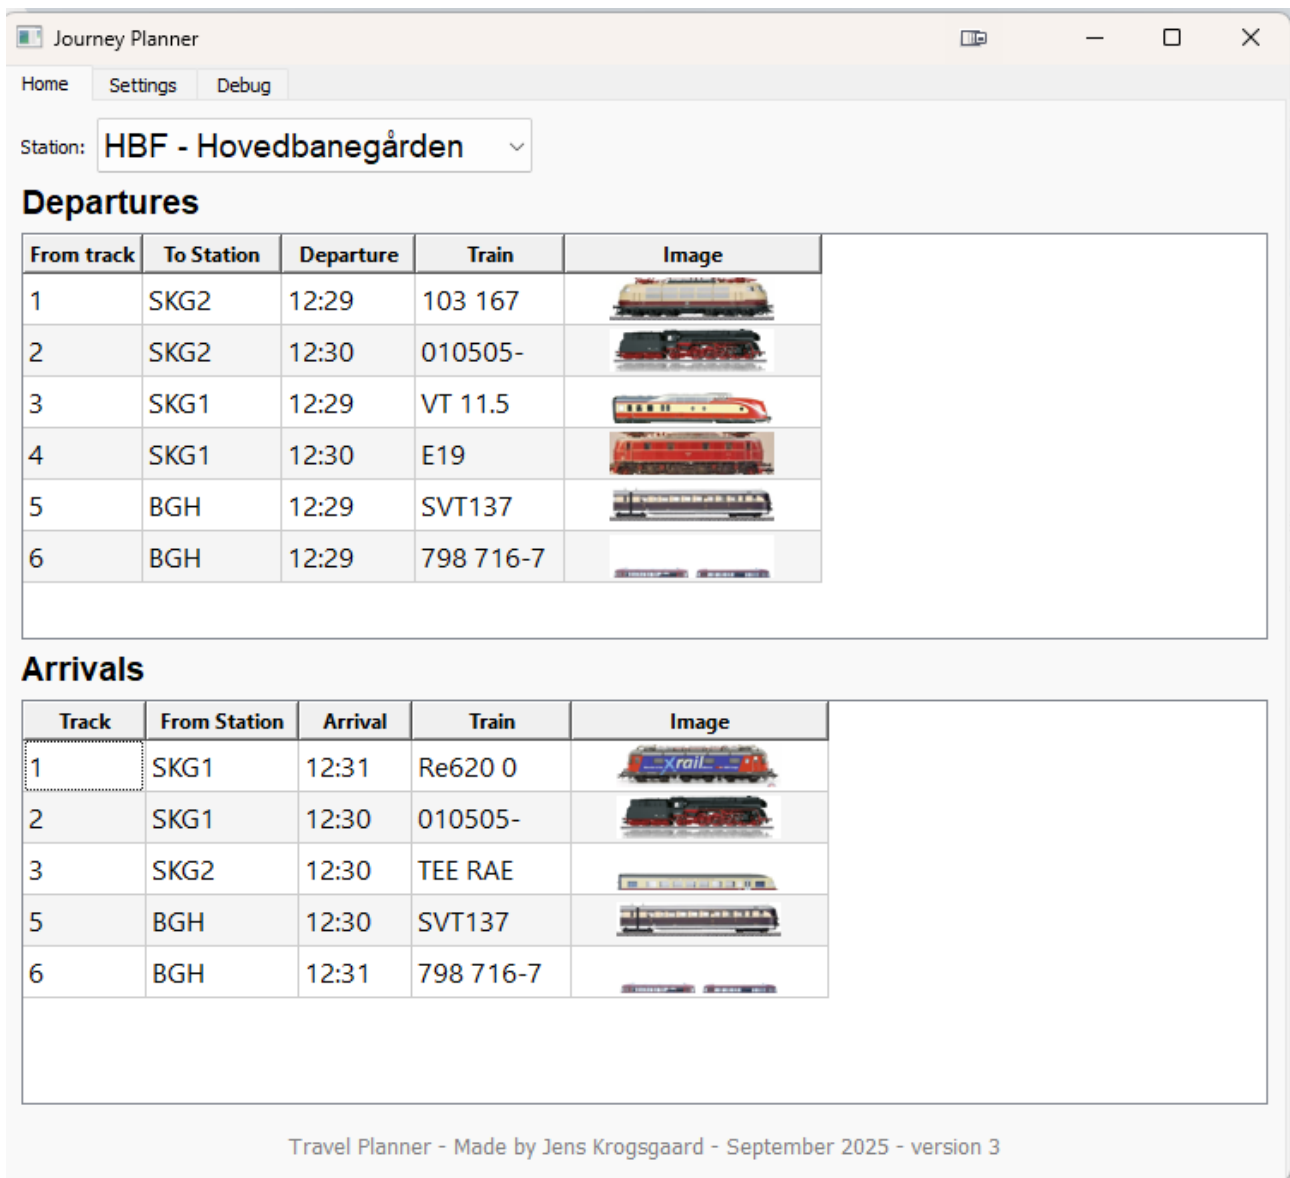 Journey Planner
Home Settings Debug
Station: HBF - Hovedbanegården
Departures
From track To Station Departure Train Image
1 SKG2 12:29 103 167
2 SKG2 12:30 010505-
3 SKG1 12:29 VT 11.5
4 SKG1 12:30 E19
5 BGH 12:29 SVT137
6 BGH 12:29 798 716-7
Arrivals
Track From Station Arrival Train Image
1 SKG1 12:31 Re620 0 Xrail
2 SKG1 12:30 010505-
3 SKG2 12:30 TEE RAE
5 BGH 12:30 SVT137
6 BGH 12:31 798 716-7
Travel Planner - Made by Jens Krogsgaard - September 2025 - version 3